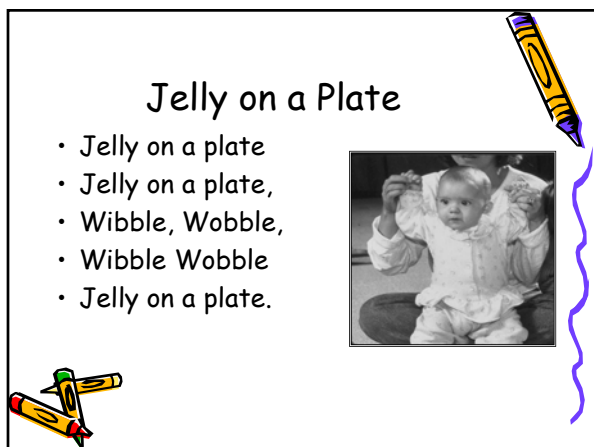 Jelly on a Plate
• Jelly on a plate
• Jelly on a plate,
• Wibble, Wobble,
• Wibble Wobble
• Jelly on a plate.